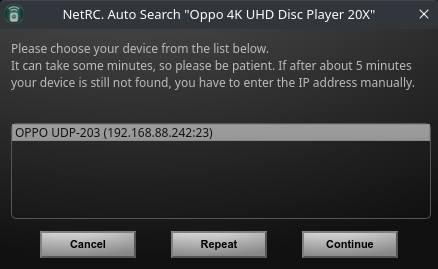 NetRC. Auto Search "Oppo 4K UHD Disc Player 20X"
Please choose your device from the list below.
It can take some minutes, so please be patient. If after about 5 minutes
your device is still not found, you have to enter the IP address manually.
OPPO UDP-203 (192.168.88.242:23)
Cancel
Repeat
Continue